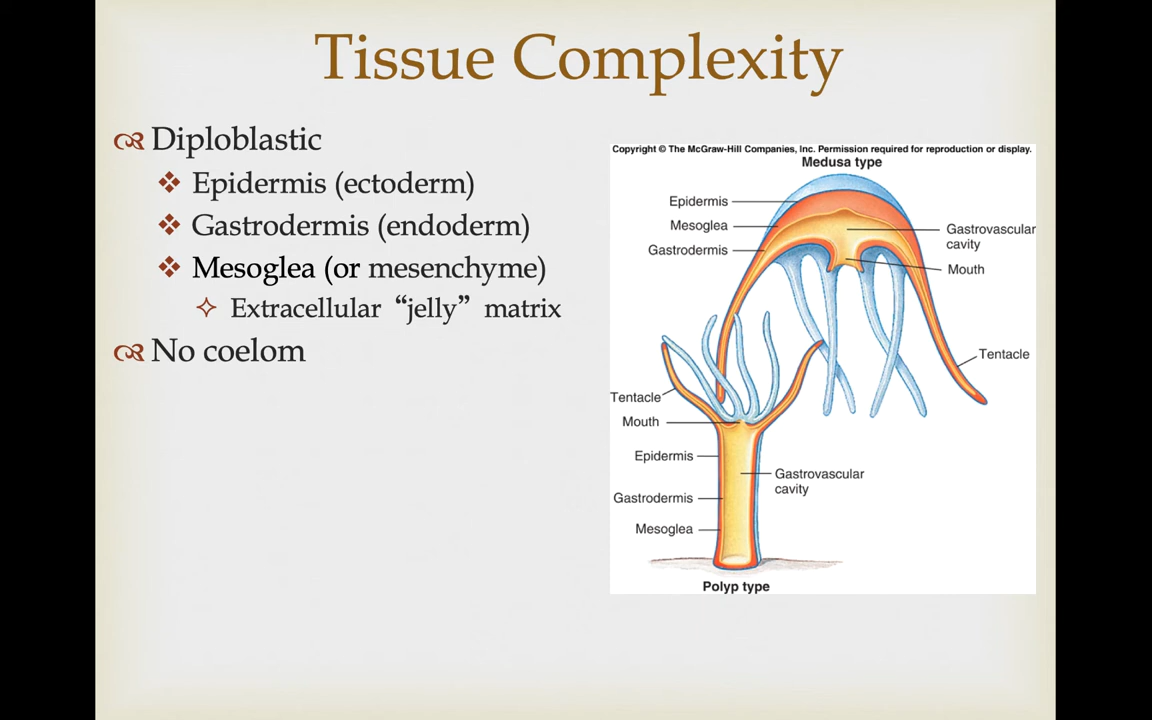 Tissue Complexity
Diploblastic
Epidermis (ectoderm)
Gastrodermis (endoderm)
Mesoglea (or mesenchyme)
Extracellular “jelly” matrix
No coelom
Copyright © The McGraw-Hill Companies, Inc. Permission required for reproduction or display.
Medusa type
Epidermis
Mesoglea
Gastrodermis
Gastrovascular
cavity
Mouth
Tentacle
Tentacle
Mouth
Epidermis
Gastrodermis
Mesoglea
Gastrovascular
cavity
Polyp type